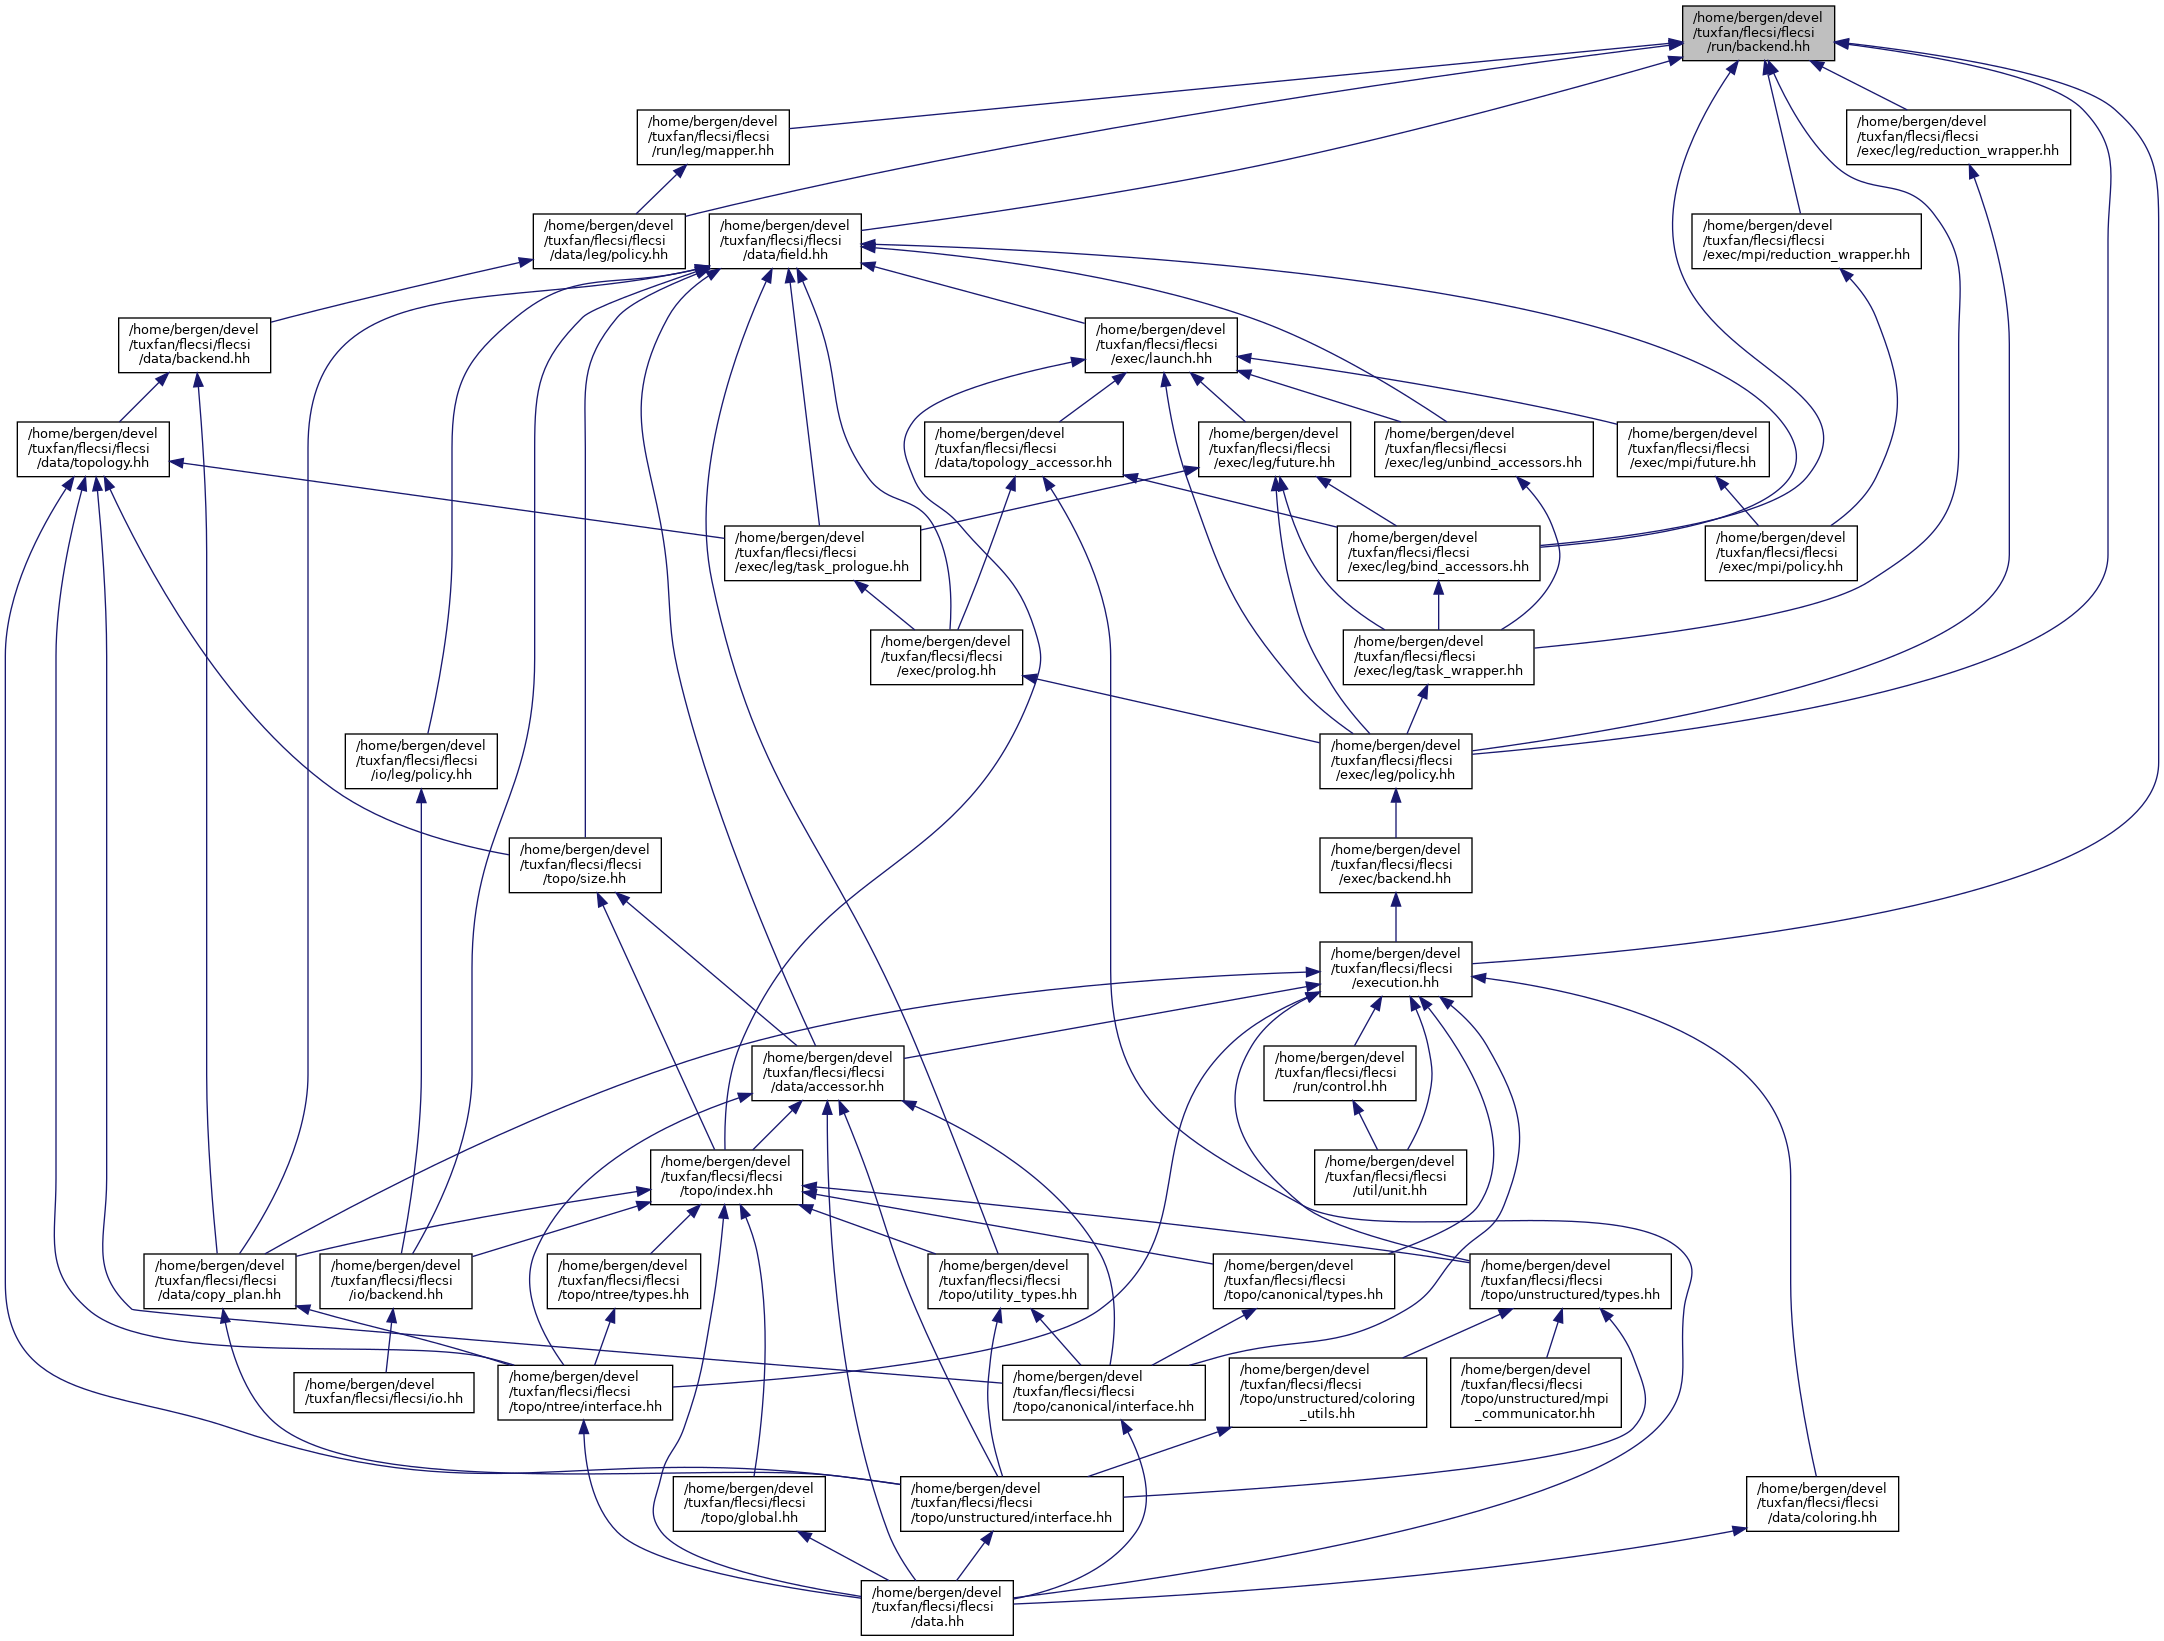 /home/bergen/devel
/tuxfan/flecsi/flecsi
/run/backend.hh
/home/bergen/devel
/tuxfan/flecsi/flecsi
/run/leg/mapper.hh
/home/bergen/devel
/tuxfan/flecsi/flecsi
/exec/leg/reduction_wrapper.hh
/home/bergen/devel
/tuxfan/flecsi/flecsi
/data/leg/policy.hh
/home/bergen/devel
/tuxfan/flecsi/flecsi
/data/field.hh
/home/bergen/devel
/tuxfan/flecsi/flecsi
/exec/mpi/reduction_wrapper.hh
/home/bergen/devel
/tuxfan/flecsi/flecsi
/data/backend.hh
/home/bergen/devel
/tuxfan/flecsi/flecsi
/exec/launch.hh
/home/bergen/devel
/tuxfan/flecsi/flecsi
/data/topology.hh
/home/bergen/devel
/tuxfan/flecsi/flecsi
/data/topology_accessor.hh
/home/bergen/devel
/tuxfan/flecsi/flecsi
/exec/leg/future.hh
/home/bergen/devel
/tuxfan/flecsi/flecsi
/exec/leg/unbind_accessors.hh
/home/bergen/devel
/tuxfan/flecsi/flecsi
/exec/mpi/future.hh
/home/bergen/devel
/tuxfan/flecsi/flecsi
/exec/leg/task_prologue.hh
/home/bergen/devel
/tuxfan/flecsi/flecsi
/exec/leg/bind_accessors.hh
/home/bergen/devel
/tuxfan/flecsi/flecsi
/exec/mpi/policy.hh
/home/bergen/devel
/tuxfan/flecsi/flecsi
/exec/prolog.hh
/home/bergen/devel
/tuxfan/flecsi/flecsi
/exec/leg/task_wrapper.hh
/home/bergen/devel
/tuxfan/flecsi/flecsi
/io/leg/policy.hh
/home/bergen/devel
/tuxfan/flecsi/flecsi
/exec/leg/policy.hh
/home/bergen/devel
/tuxfan/flecsi/flecsi
/topo/size.hh
/home/bergen/devel
/tuxfan/flecsi/flecsi
/exec/backend.hh
/home/bergen/devel
/tuxfan/flecsi/flecsi
/execution.hh
/home/bergen/devel
/tuxfan/flecsi/flecsi
/data/accessor.hh
/home/bergen/devel
/tuxfan/flecsi/flecsi
/run/control.hh
/home/bergen/devel
/tuxfan/flecsi/flecsi
/topo/index.hh
/home/bergen/devel
/tuxfan/flecsi/flecsi
/util/unit.hh
/home/bergen/devel
/tuxfan/flecsi/flecsi
/data/copy_plan.hh
/home/bergen/devel
/tuxfan/flecsi/flecsi
/io/backend.hh
/home/bergen/devel
/tuxfan/flecsi/flecsi
/topo/ntree/types.hh
/home/bergen/devel
/tuxfan/flecsi/flecsi
/topo/utility_types.hh
/home/bergen/devel
/tuxfan/flecsi/flecsi
/topo/canonical/types.hh
/home/bergen/devel
/tuxfan/flecsi/flecsi
/topo/unstructured/types.hh
/home/bergen/devel
/tuxfan/flecsi/flecsi/io.hh
/home/bergen/devel
/tuxfan/flecsi/flecsi
/topo/ntree/interface.hh
/home/bergen/devel
/tuxfan/flecsi/flecsi
/topo/canonical/interface.hh
/home/bergen/devel
/tuxfan/flecsi/flecsi
/topo/unstructured/coloring
_utils.hh
/home/bergen/devel
/tuxfan/flecsi/flecsi
/topo/unstructured/mpi
_communicator.hh
/home/bergen/devel
/tuxfan/flecsi/flecsi
/topo/global.hh
/home/bergen/devel
/tuxfan/flecsi/flecsi
/topo/unstructured/interface.hh
/home/bergen/devel
/tuxfan/flecsi/flecsi
/data/coloring.hh
/home/bergen/devel
/tuxfan/flecsi/flecsi
/data.hh